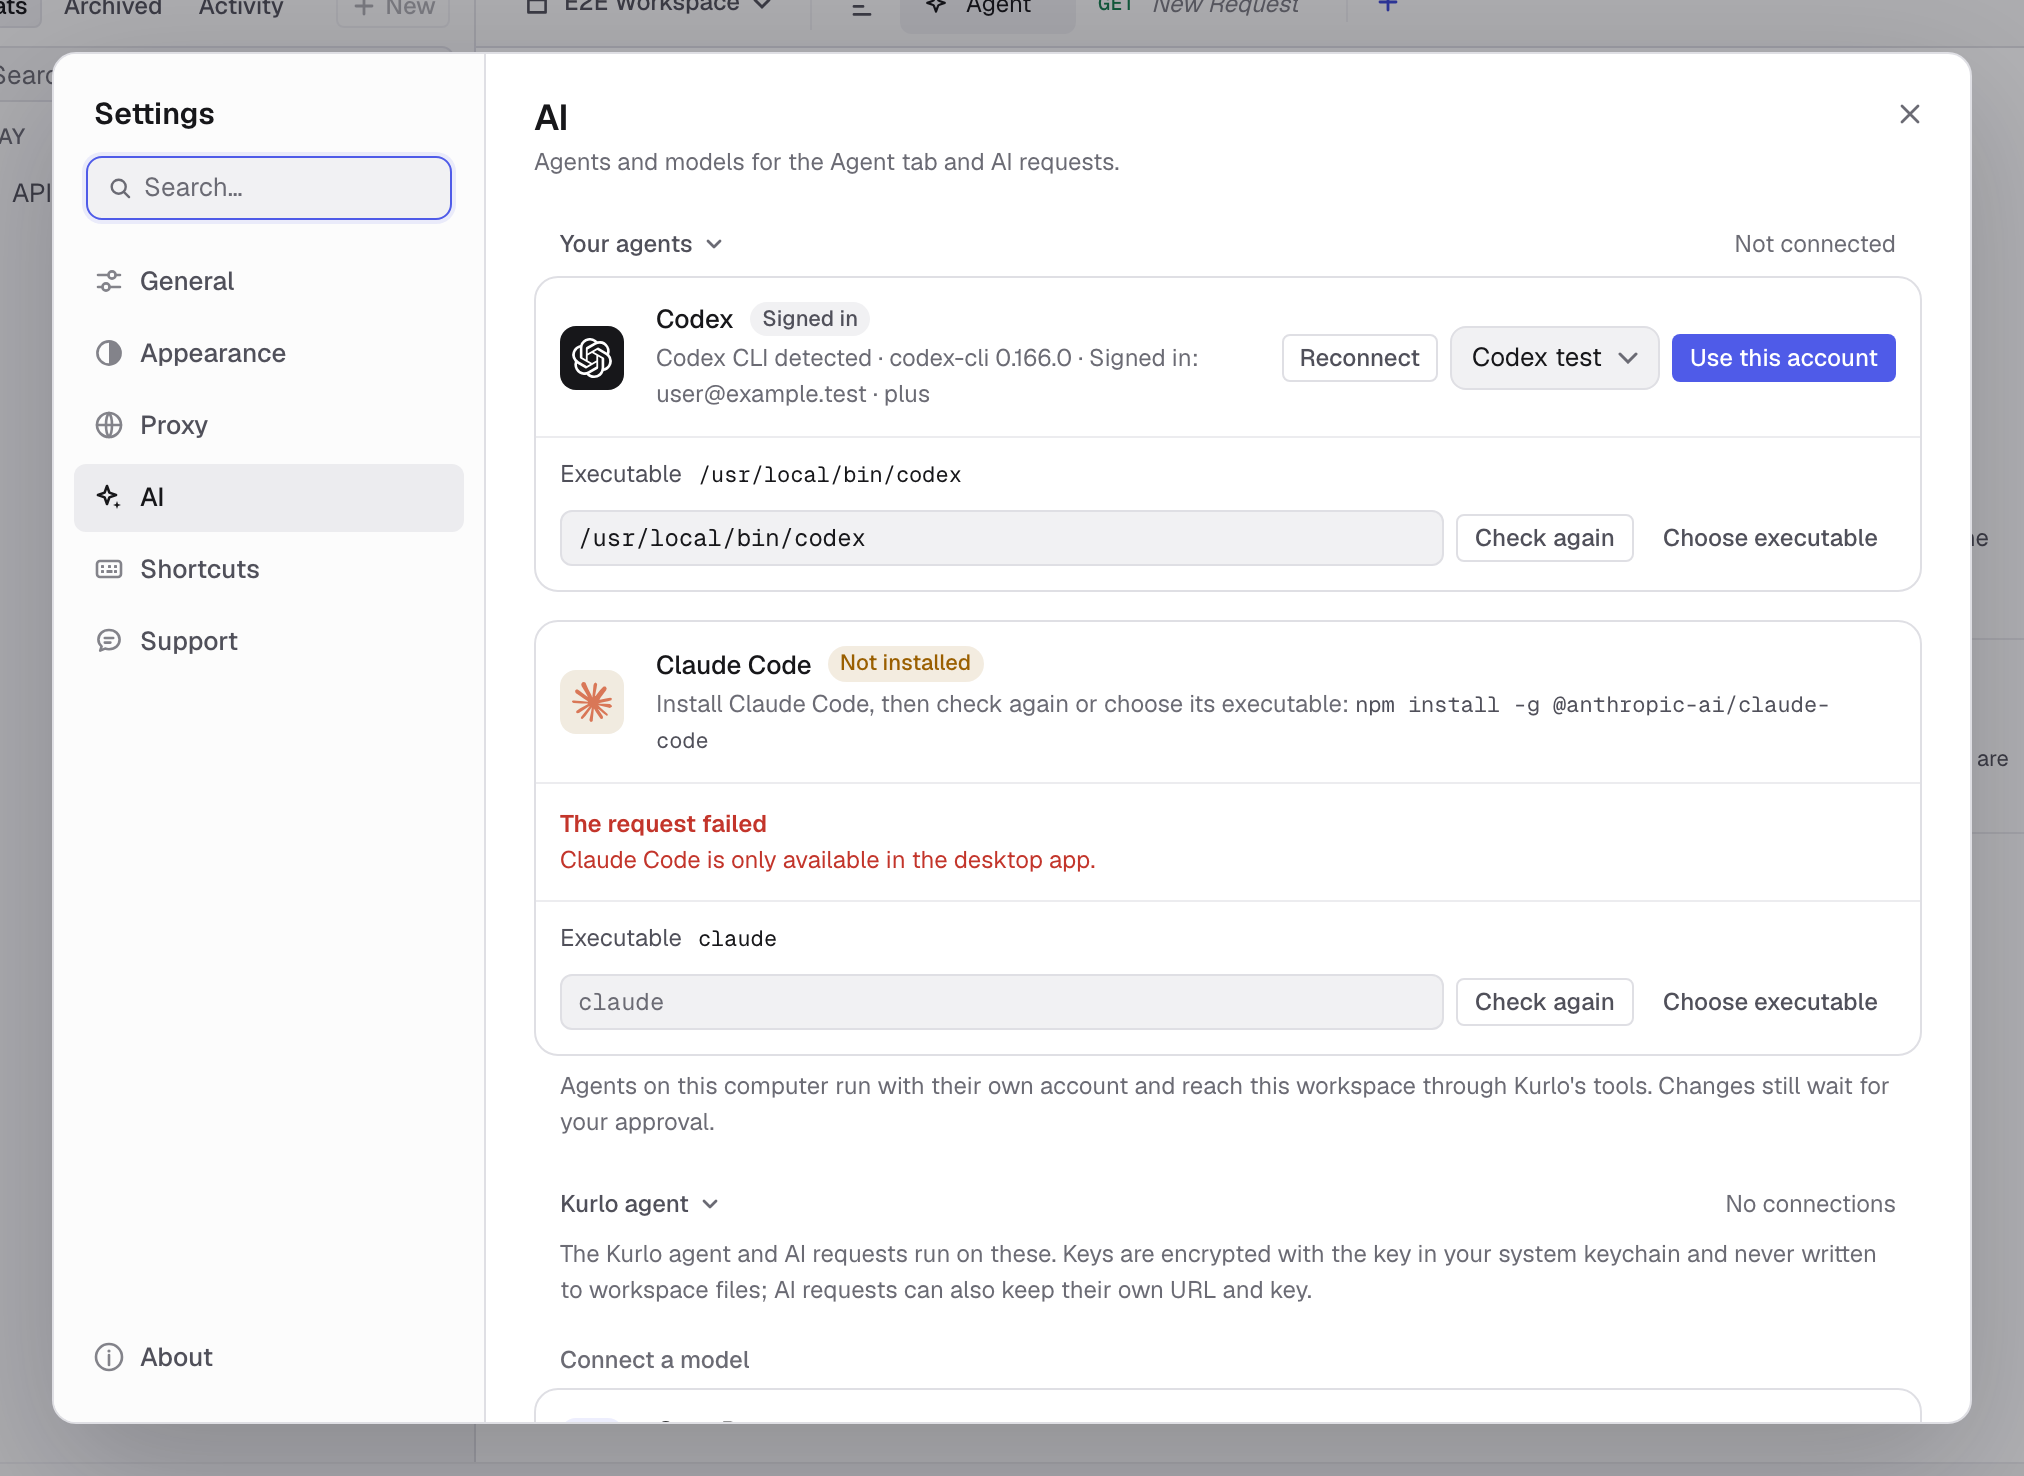 Archived
Activity
+ New
E2E Workspace
Agent
GET New Request
+
Settings
Search...
General
Appearance
Proxy
AI
Shortcuts
Support
About
AI
Agents and models for the Agent tab and AI requests.
Your agents
Not connected
Codex
Signed in
Codex CLI detected · codex-cli 0.166.0 · Signed in:
user@example.test · plus
Reconnect
Codex test
Use this account
Executable /usr/local/bin/codex
/usr/local/bin/codex
Check again
Choose executable
Claude Code
Not installed
Install Claude Code, then check again or choose its executable: npm install -g @anthropic-ai/claude-
code
The request failed
Claude Code is only available in the desktop app.
Executable claude
claude
Check again
Choose executable
Agents on this computer run with their own account and reach this workspace through Kurlo's tools. Changes still wait for
your approval.
Kurlo agent
No connections
The Kurlo agent and AI requests run on these. Keys are encrypted with the key in your system keychain and never written
to workspace files; AI requests can also keep their own URL and key.
Connect a model
API
are